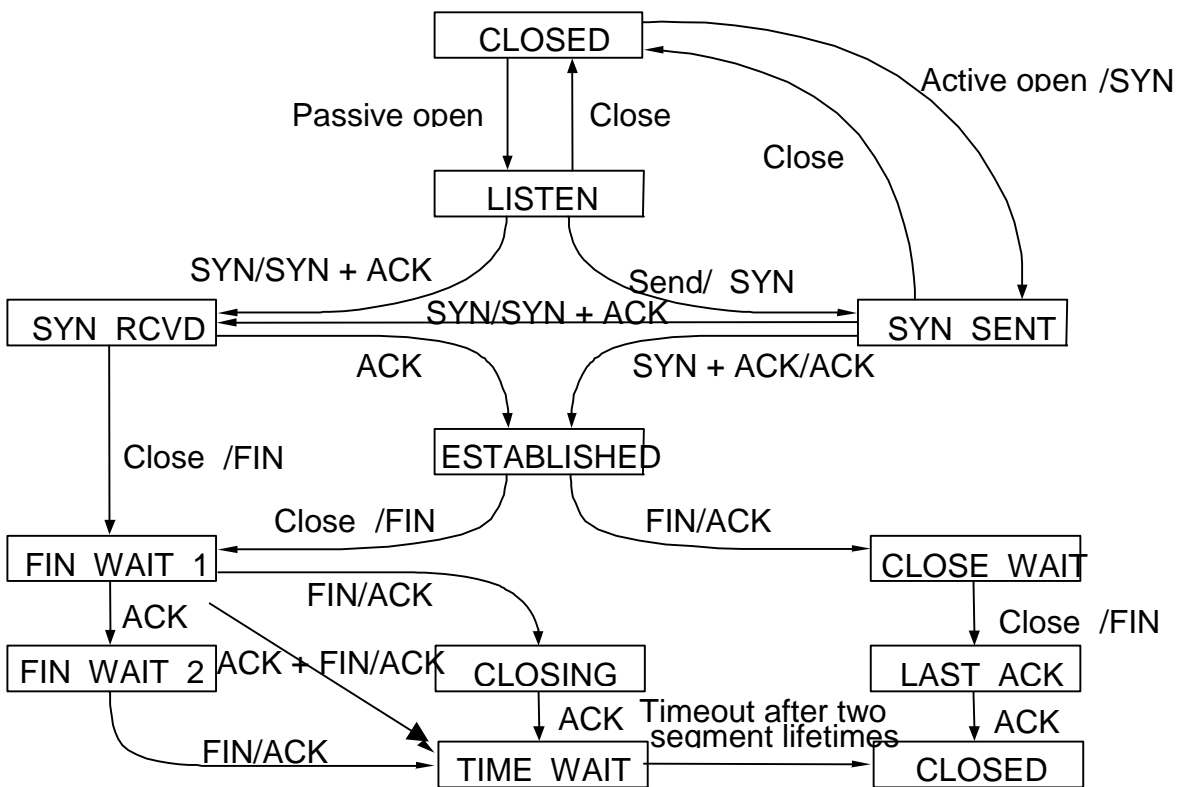 CLOSED
Active open /SYN
Passive open
Close
Close
LISTEN
SYN/SYN + ACK
Send/ SYN
SYN/SYN + ACK
SYN RCVD
SYN SENT
ACK
SYN + ACK/ACK
Close /FIN
ESTABLISHED
Close /FIN
FIN/ACK
FIN WAIT 1
CLOSE WAIT
FIN/ACK
ACK
Close /FIN
FIN WAIT 2
ACK + FIN/ACK
CLOSING
LAST ACK
ACK
Timeout after two
segment lifetimes
ACK
FIN/ACK
TIME WAIT
CLOSED